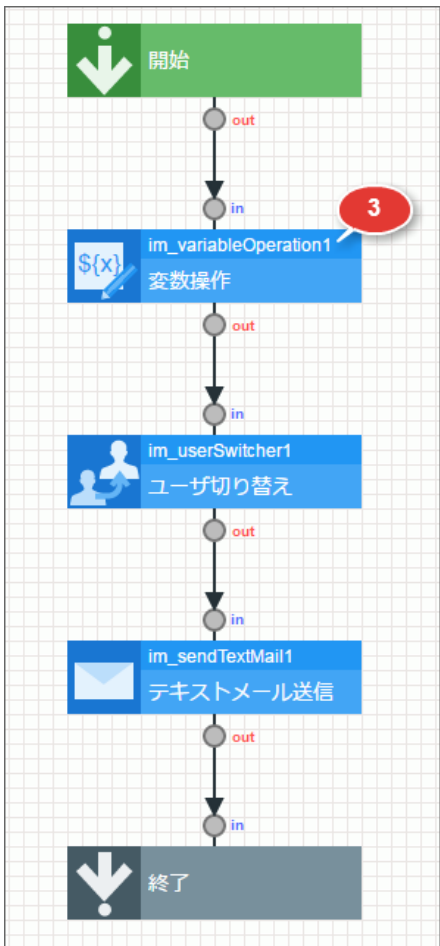 開始
out
in
3
im_variableOperation1
${x}
変数操作
out
in
im_userSwitcher1
ユーザ切り替え
out
in
im_sendTextMail1
テキストメール送信
out
in
終了